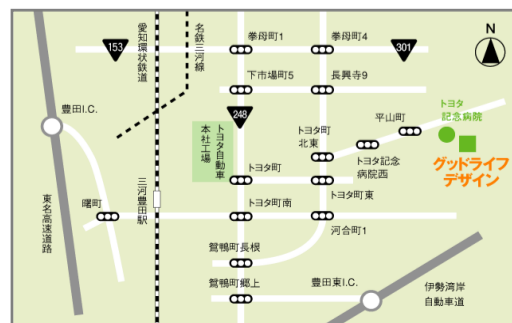 153
愛知環状鉄道
名鉄三河線
拳母町1
拳母町4
301
N
下市場町5
長興寺9
豊田I.C.
248
トヨタ自動車
本社工場
トヨタ町
北東
平山町
トヨタ
記念病院
トヨタ記念
病院西
グッドライフ
デザイン
トヨタ町
トヨタ町東
東名高速道路
曙町
三河豊田駅
トヨタ町南
河合町1
鴛鴨町長根
鴛鴨町郷上
豊田東I.C.
伊勢湾岸
自動車道